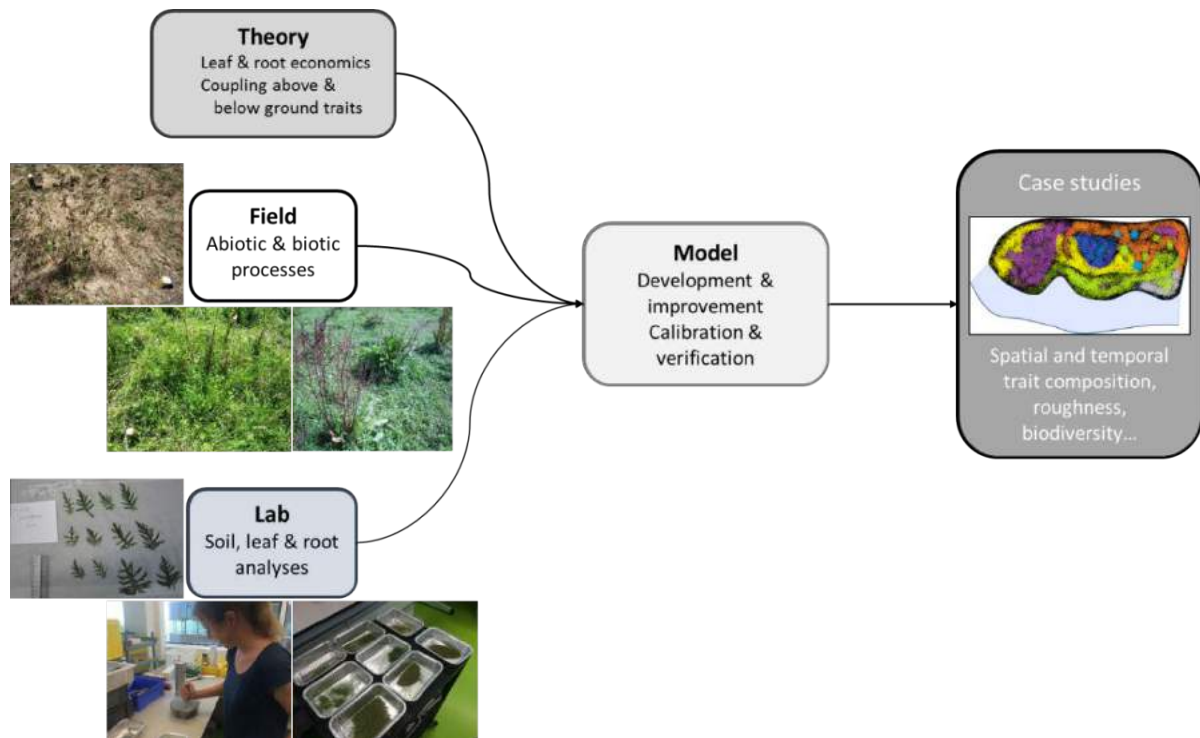 Theory
Leaf & root economics
Coupling above &
below ground traits
Field
Abiotic & biotic
processes
Lab
Soil, leaf & root
analyses
Model
Development &
improvement
Calibration &
verification
Case studies
Spatial and temporal
trait composition,
roughness,
biodiversity...